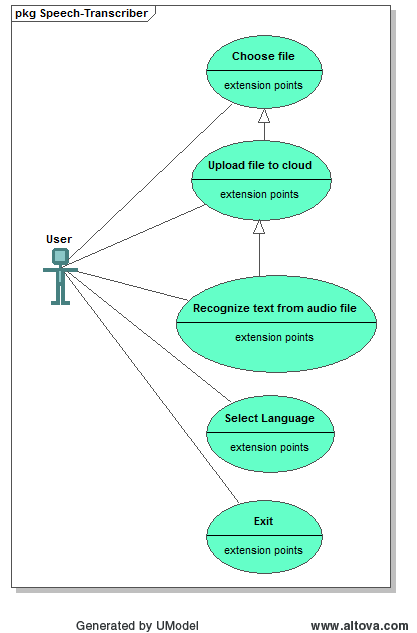 pkg Speech-Transcriber
Choose file
extension points
Upload file to cloud
extension points
User
Recognize text from audio file
extension points
Select Language
extension points
Exit
extension points
Generated by UModel
www.altova.com